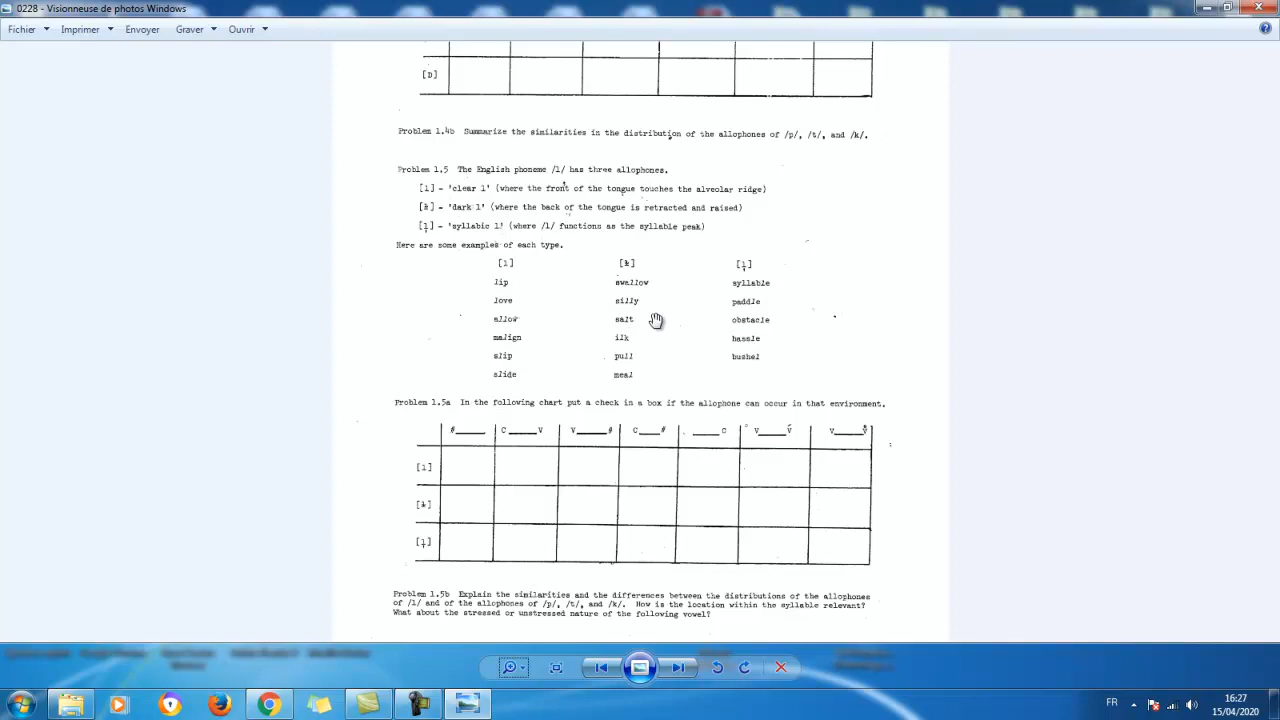 0228 - Visionneuse de photos Windows
Fichier Imprimer Envoyer Graver Ouvrir
[D]
Problem 1.4b Summarize the similarities in the distribution of the allophones of /p/, /t/, and /k/.
Problem 1.5 The English phoneme /l/ has three allophones.
[l] - 'clear l' (where the front of the tongue touches the alveolar ridge)
[ɫ] - 'dark l' (where the back of the tongue is retracted and raised)
[l̩] - 'syllabic l' (where /l/ functions as the syllable peak)
Here are some examples of each type.
[l] [ɫ] [l̩]
lip swallow syllable
love silly paddle
allow salt obstacle
malign ilk hassle
slip pull bushel
slide meal
Problem 1.5a In the following chart put a check in a box if the allophone can occur in that environment.
#____ C____V V____# C____# ____C V____V́ V____V̆
[l]
[ɫ]
[l̩]
Problem 1.5b Explain the similarities and the differences between the distributions of the allophones
of /l/ and of the allophones of /p/, /t/, and /k/. How is the location within the syllable relevant?
What about the stressed or unstressed nature of the following vowel?
FR 16:27
15/04/2020